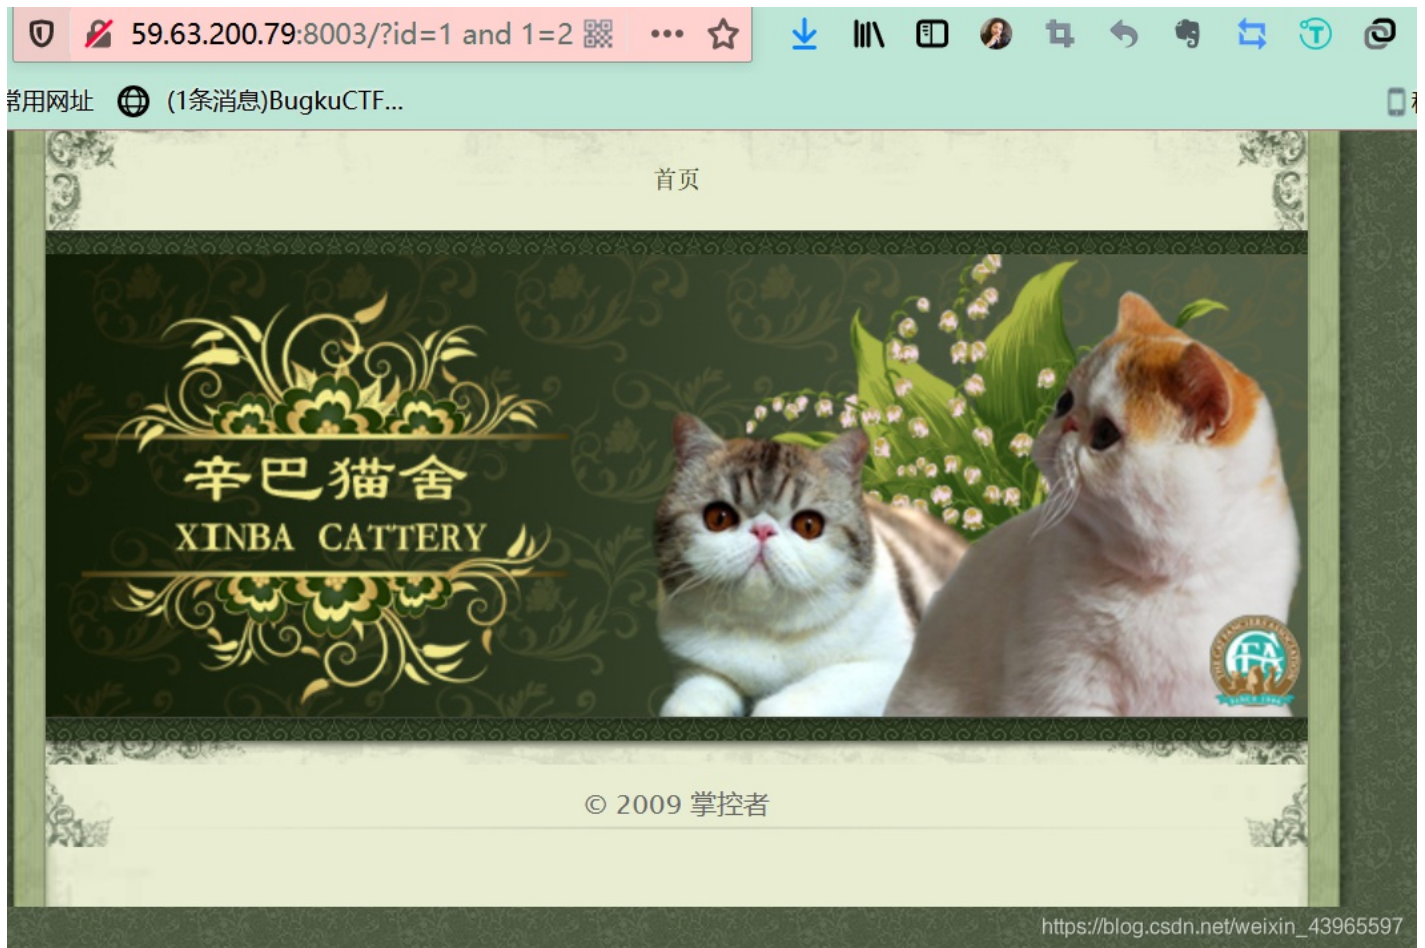 59.63.200.79:8003/?id=1 and 1=2
常用网址 (1条消息)BugkuCTF...
首页
辛巴猫舍
XINBA CATTERY
© 2009 掌控者
https://blog.csdn.net/weixin_43965597